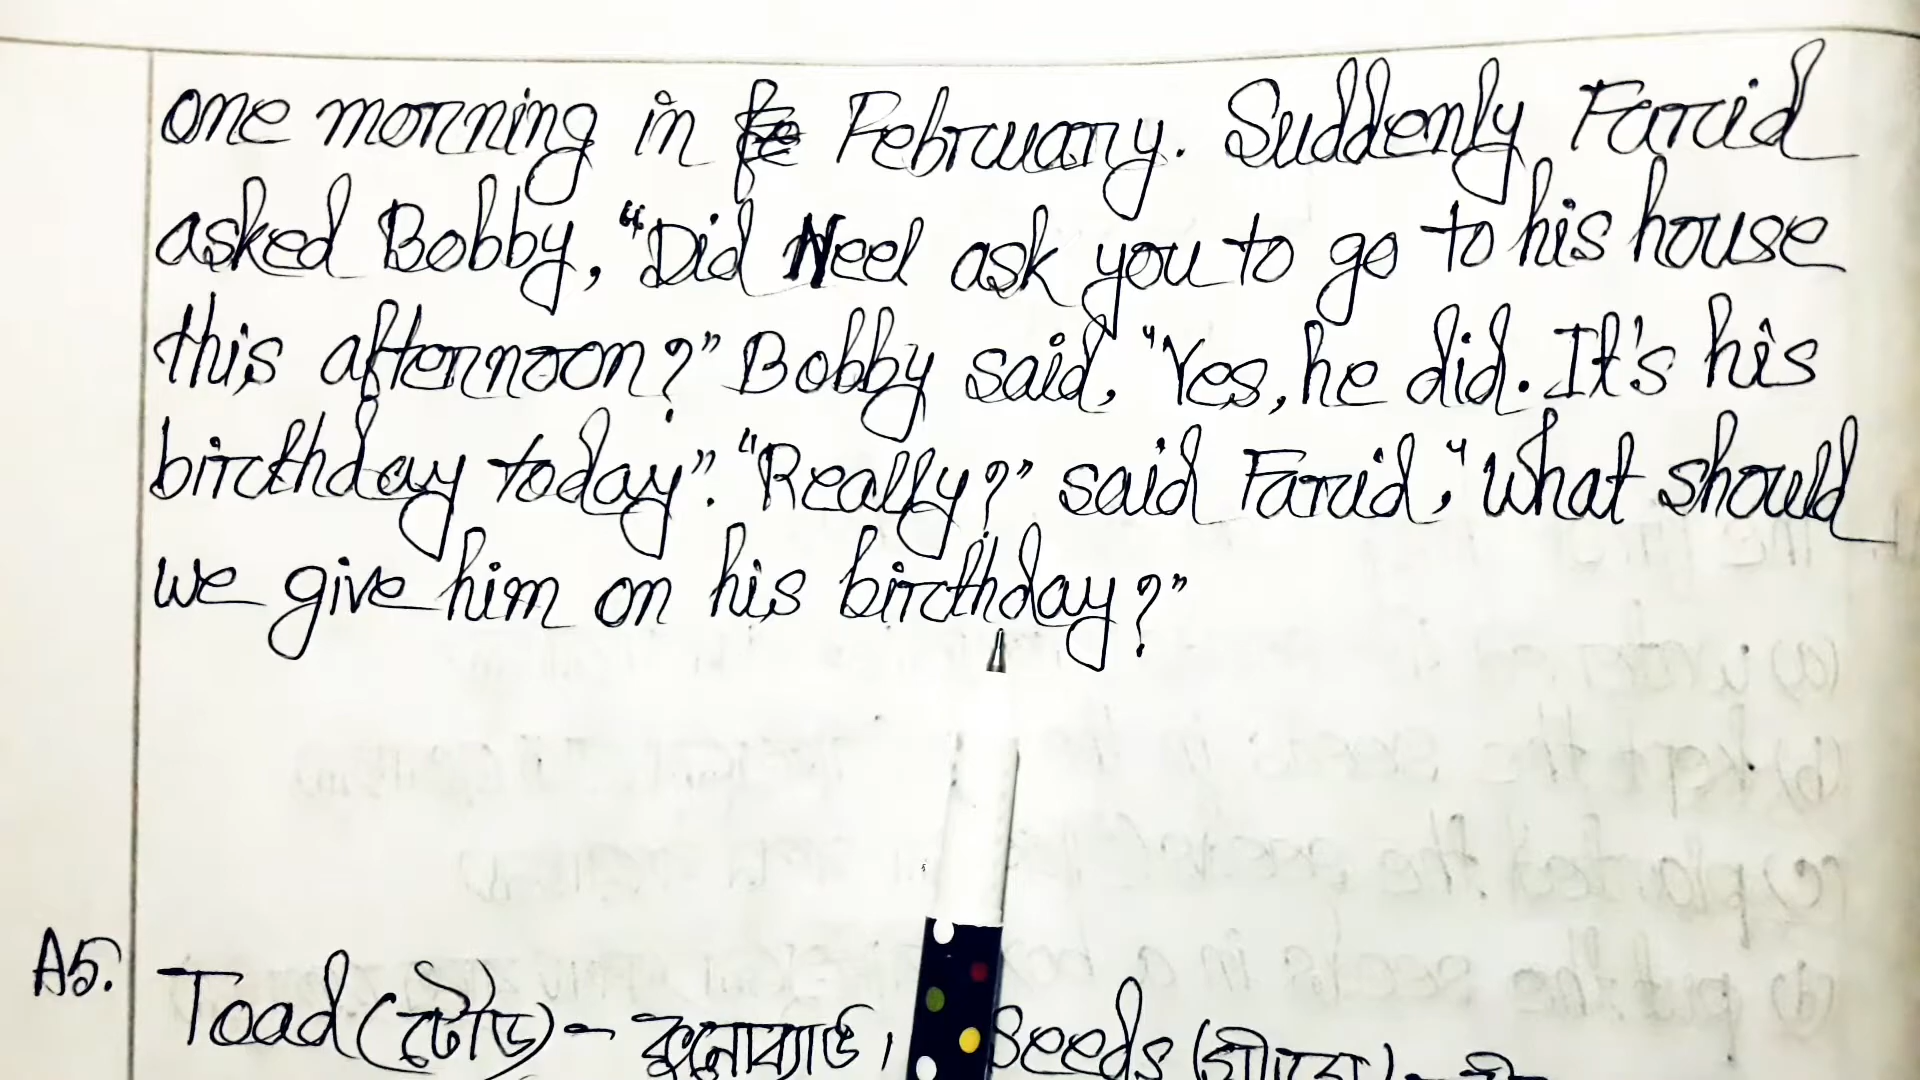 one morning in February. Suddenly Farid
asked Bobby, "Did Neel ask you to go to his house
this afternoon?" Bobby said, "Yes, he did. It's his
birthday today". "Really?" said Farid, "What should
we give him on his birthday?"
A5. Toad (টোড) - কুনোব্যাঙ। Seeds